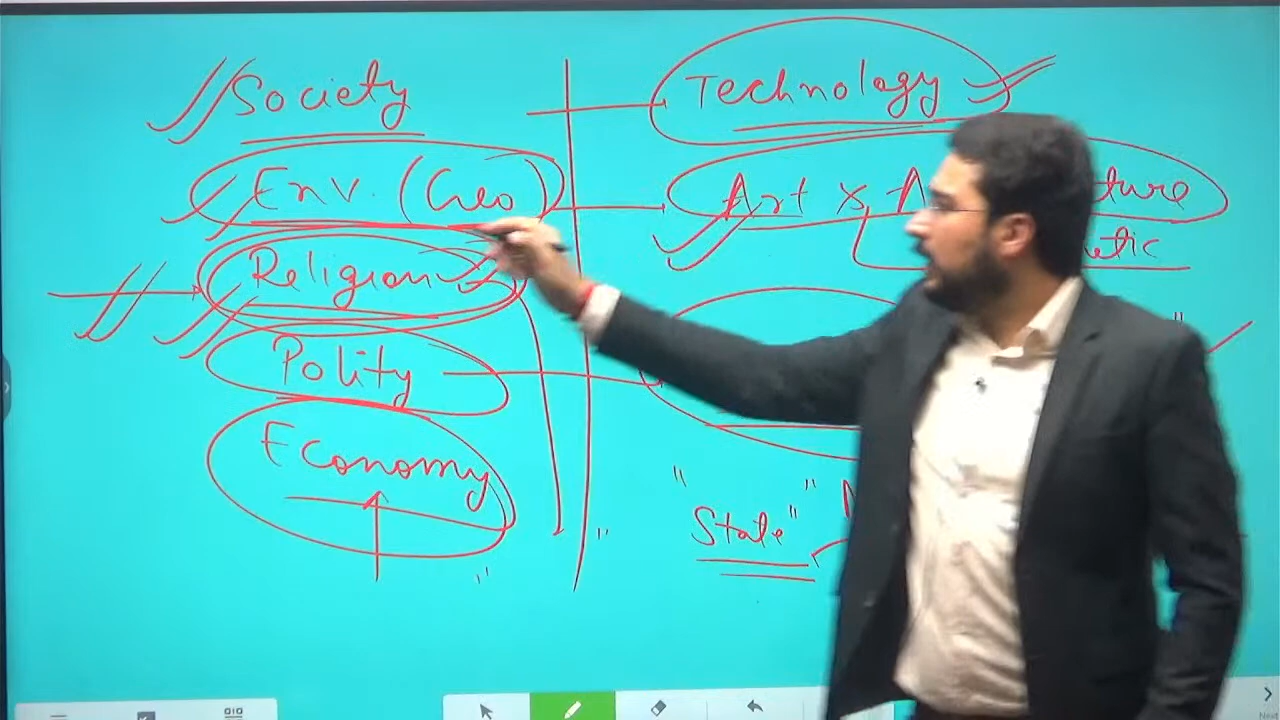 Society
Env. (Geo)
Religion
Polity
Economy
Technology
Art &
"State"